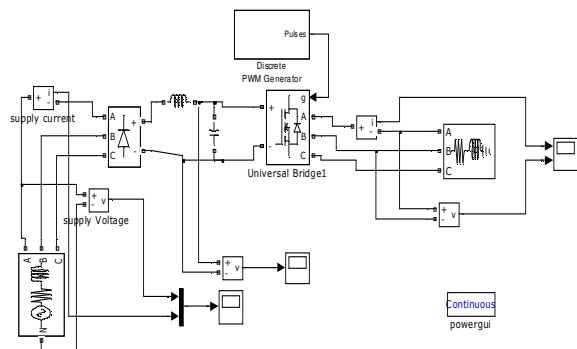 Pulses
Discrete
PWM Generator
i
+
-
supply current
A
B
C
+
-
g
+
-
A
B
C
Universal Bridge1
i
+
-
A
B
C
+
-
v
supply Voltage
+
-
v
+
-
v
A
B
C
N
Continuous
powergui